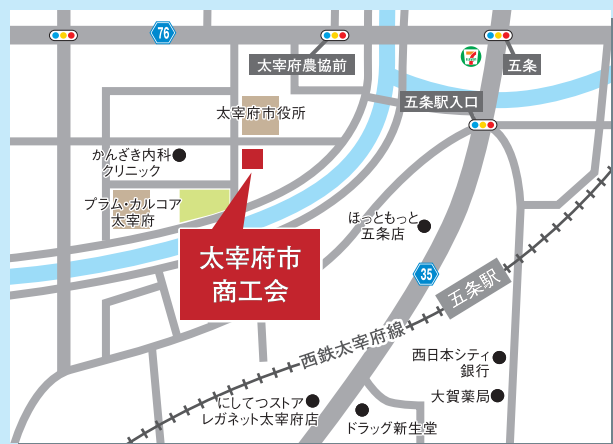 76
太宰府農協前
五条
五条駅入口
太宰府市役所
かんざき内科
クリニック
プラム・カルコア
太宰府
ほっともっと
五条店
太宰府市
商工会
35
五条駅
西鉄太宰府線
西日本シティ
銀行
大賀薬局
にしてつストア
レガネット太宰府店
ドラッグ新生堂